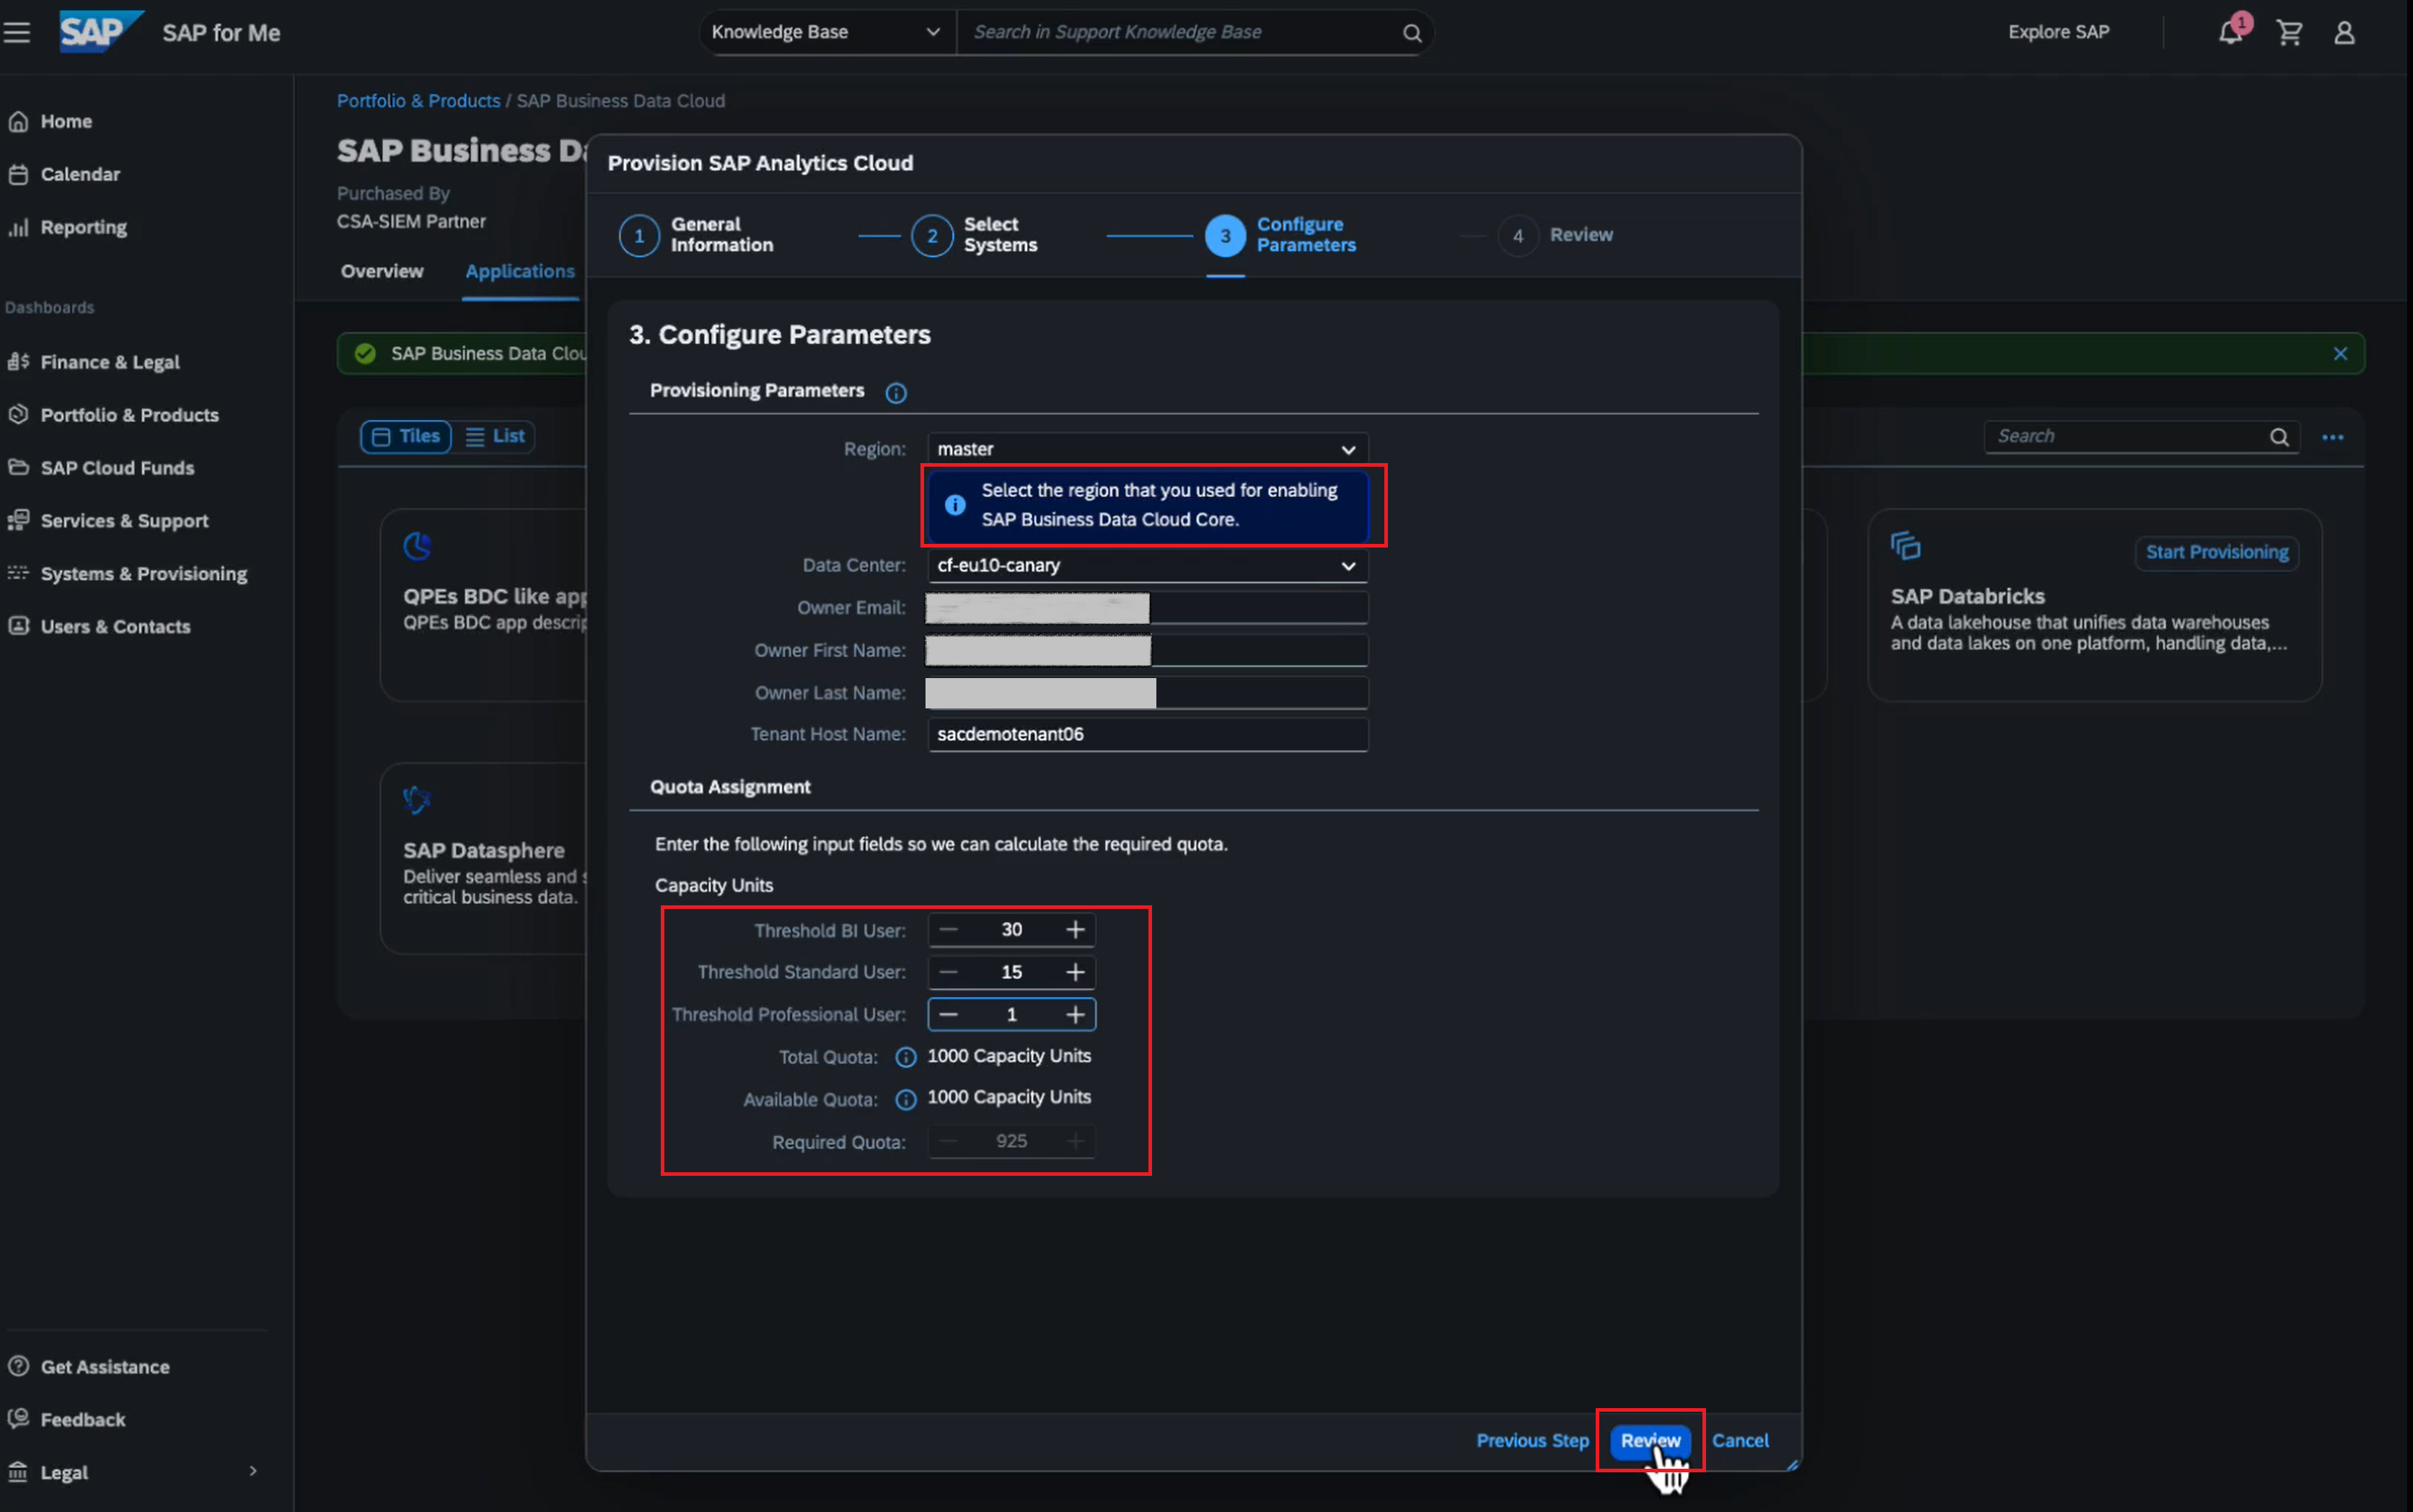 SAP
SAP for Me
Knowledge Base
Search in Support Knowledge Base
Explore SAP
1
Home
Calendar
Reporting
Dashboards
Finance & Legal
Portfolio & Products
SAP Cloud Funds
Services & Support
Systems & Provisioning
Users & Contacts
Get Assistance
Feedback
Legal
Portfolio & Products / SAP Business Data Cloud
SAP Business Da
Purchased By
CSA-SIEM Partner
Overview
Applications
SAP Business Data Clou
Tiles
List
Search
QPEs BDC like app
QPEs BDC app descrip
SAP Datasphere
Deliver seamless and s
critical business data.
Start Provisioning
SAP Databricks
A data lakehouse that unifies data warehouses
and data lakes on one platform, handling data,...
Provision SAP Analytics Cloud
1
General
Information
2
Select
Systems
3
Configure
Parameters
4
Review
3. Configure Parameters
Provisioning Parameters
Region: master
Select the region that you used for enabling
SAP Business Data Cloud Core.
Data Center: cf-eu10-canary
Owner Email:
Owner First Name:
Owner Last Name:
Tenant Host Name: sacdemotenant06
Quota Assignment
Enter the following input fields so we can calculate the required quota.
Capacity Units
Threshold BI User: 30
Threshold Standard User: 15
Threshold Professional User: 1
Total Quota: 1000 Capacity Units
Available Quota: 1000 Capacity Units
Required Quota: 925
Previous Step
Review
Cancel